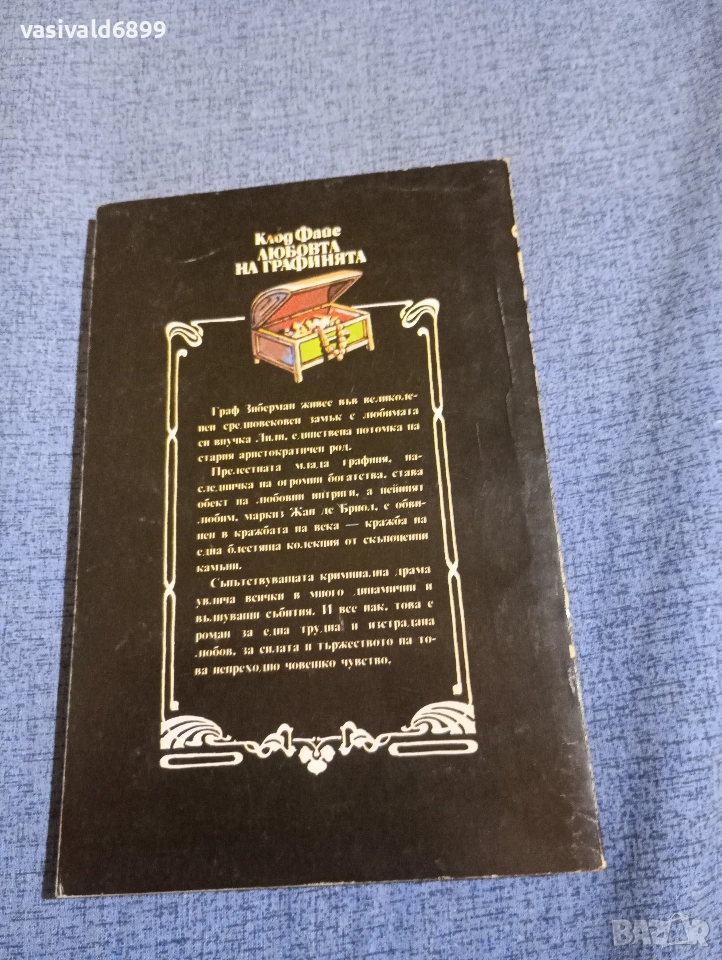 vasivald6899
Клод Файе
ЛЮБОВТА
НА ГРАФИНЯТА
Граф Зиберман живее във великоле-
пен средновековен замък с любимата
си внучка Лили, единствена потомка на
стария аристократичен род.
Прелестната млада графиня, на-
следничка на огромни богатства, става
обект на любовни интриги, а нейният
любим, маркиз Жан де Бриол, е обви-
нен в кражбата на века — кражба на
една блестяща колекция от скъпоценни
камъни.
Съпътствуващата криминална драма
увлича всички в много динамични и
вълнуващи събития. И все пак, това е
роман за една трудна и изстрадана
любов, за силата и тържеството на то-
ва непреходно човешко чувство.
BAZAR